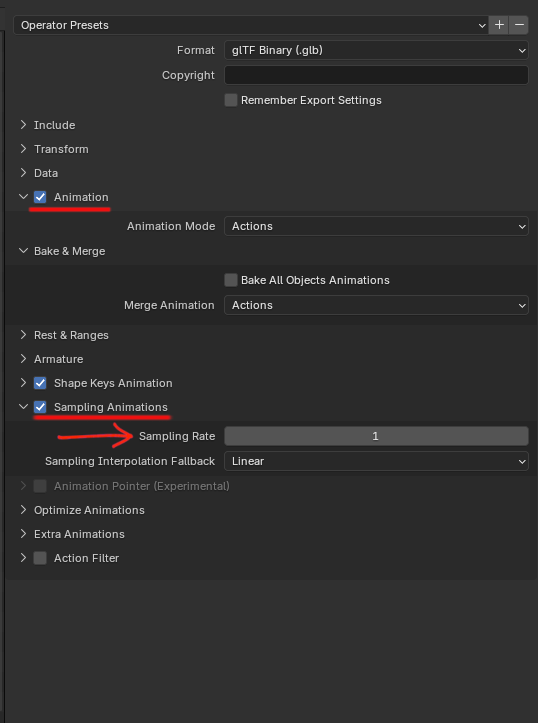 Operator Presets
Format glTF Binary (.glb)
Copyright
Remember Export Settings
Include
Transform
Data
Animation
Animation Mode Actions
Bake & Merge
Bake All Objects Animations
Merge Animation Actions
Rest & Ranges
Armature
Shape Keys Animation
Sampling Animations
Sampling Rate 1
Sampling Interpolation Fallback Linear
Animation Pointer (Experimental)
Optimize Animations
Extra Animations
Action Filter